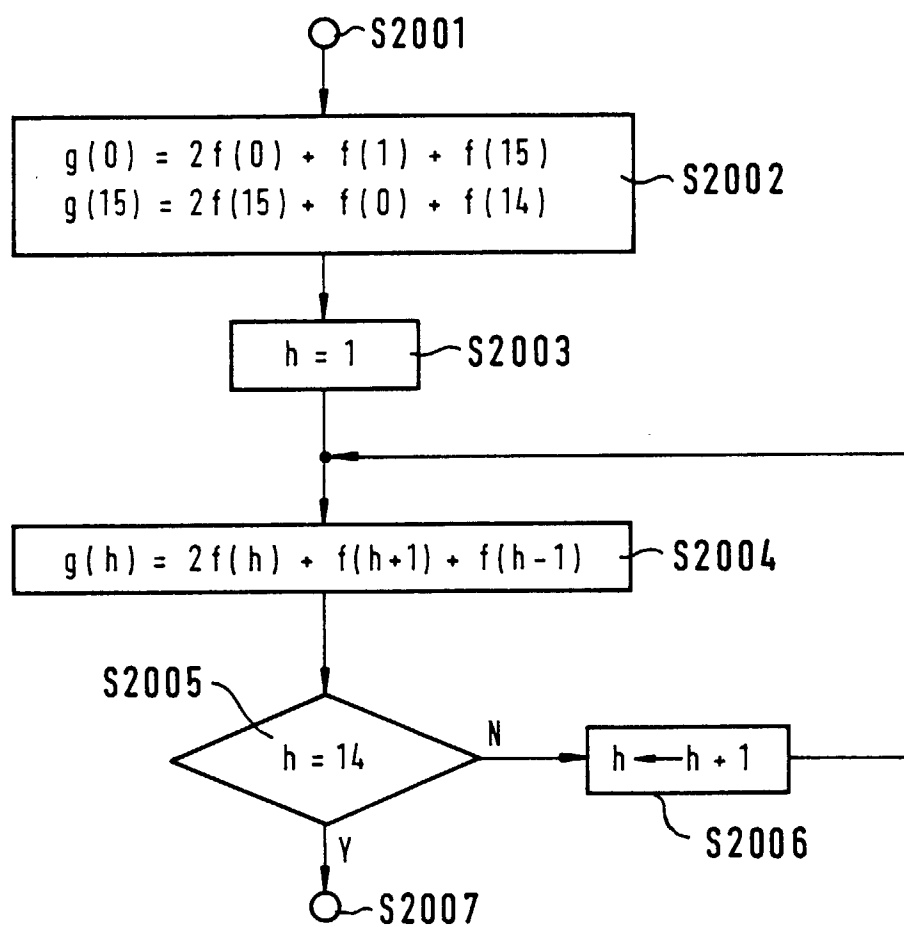 S2001
g(0) = 2f(0) + f(1) + f(15)
g(15) = 2f(15) + f(0) + f(14)
S2002
h = 1
S2003
g(h) = 2f(h) + f(h+1) + f(h-1)
S2004
S2005
h = 14
N
h ← h + 1
S2006
Y
S2007